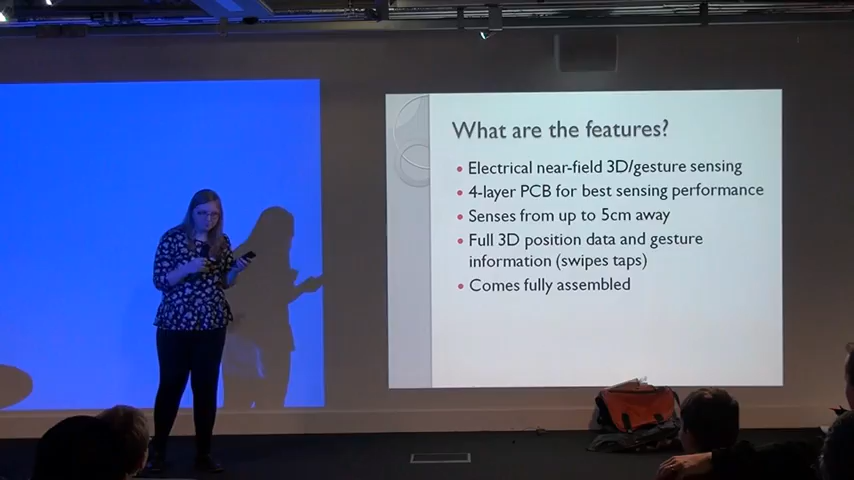 What are the features?
Electrical near-field 3D/gesture sensing
4-layer PCB for best sensing performance
Senses from up to 5cm away
Full 3D position data and gesture
information (swipes taps)
Comes fully assembled